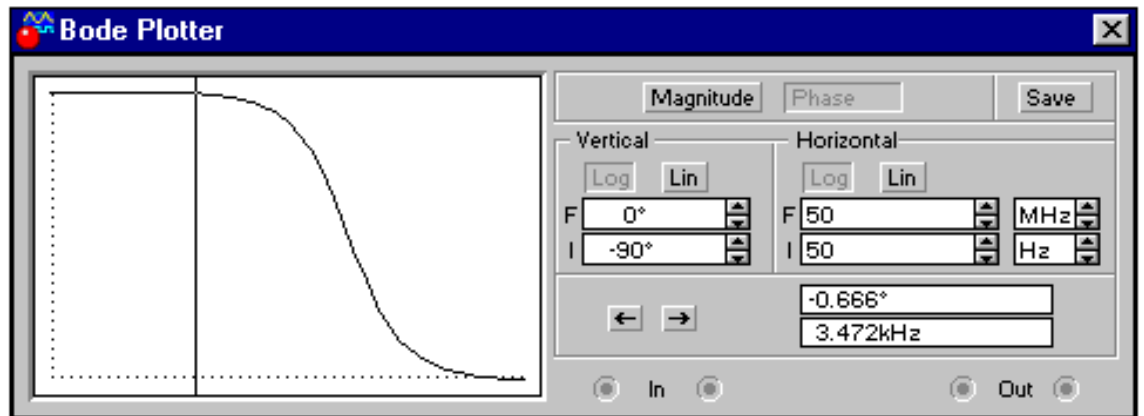 Bode Plotter
Magnitude Phase Save
Vertical Horizontal
Log Lin Log Lin
F 0° F 50 MHz
I -90° I 50 Hz
← →
-0.666°
3.472kHz
In Out